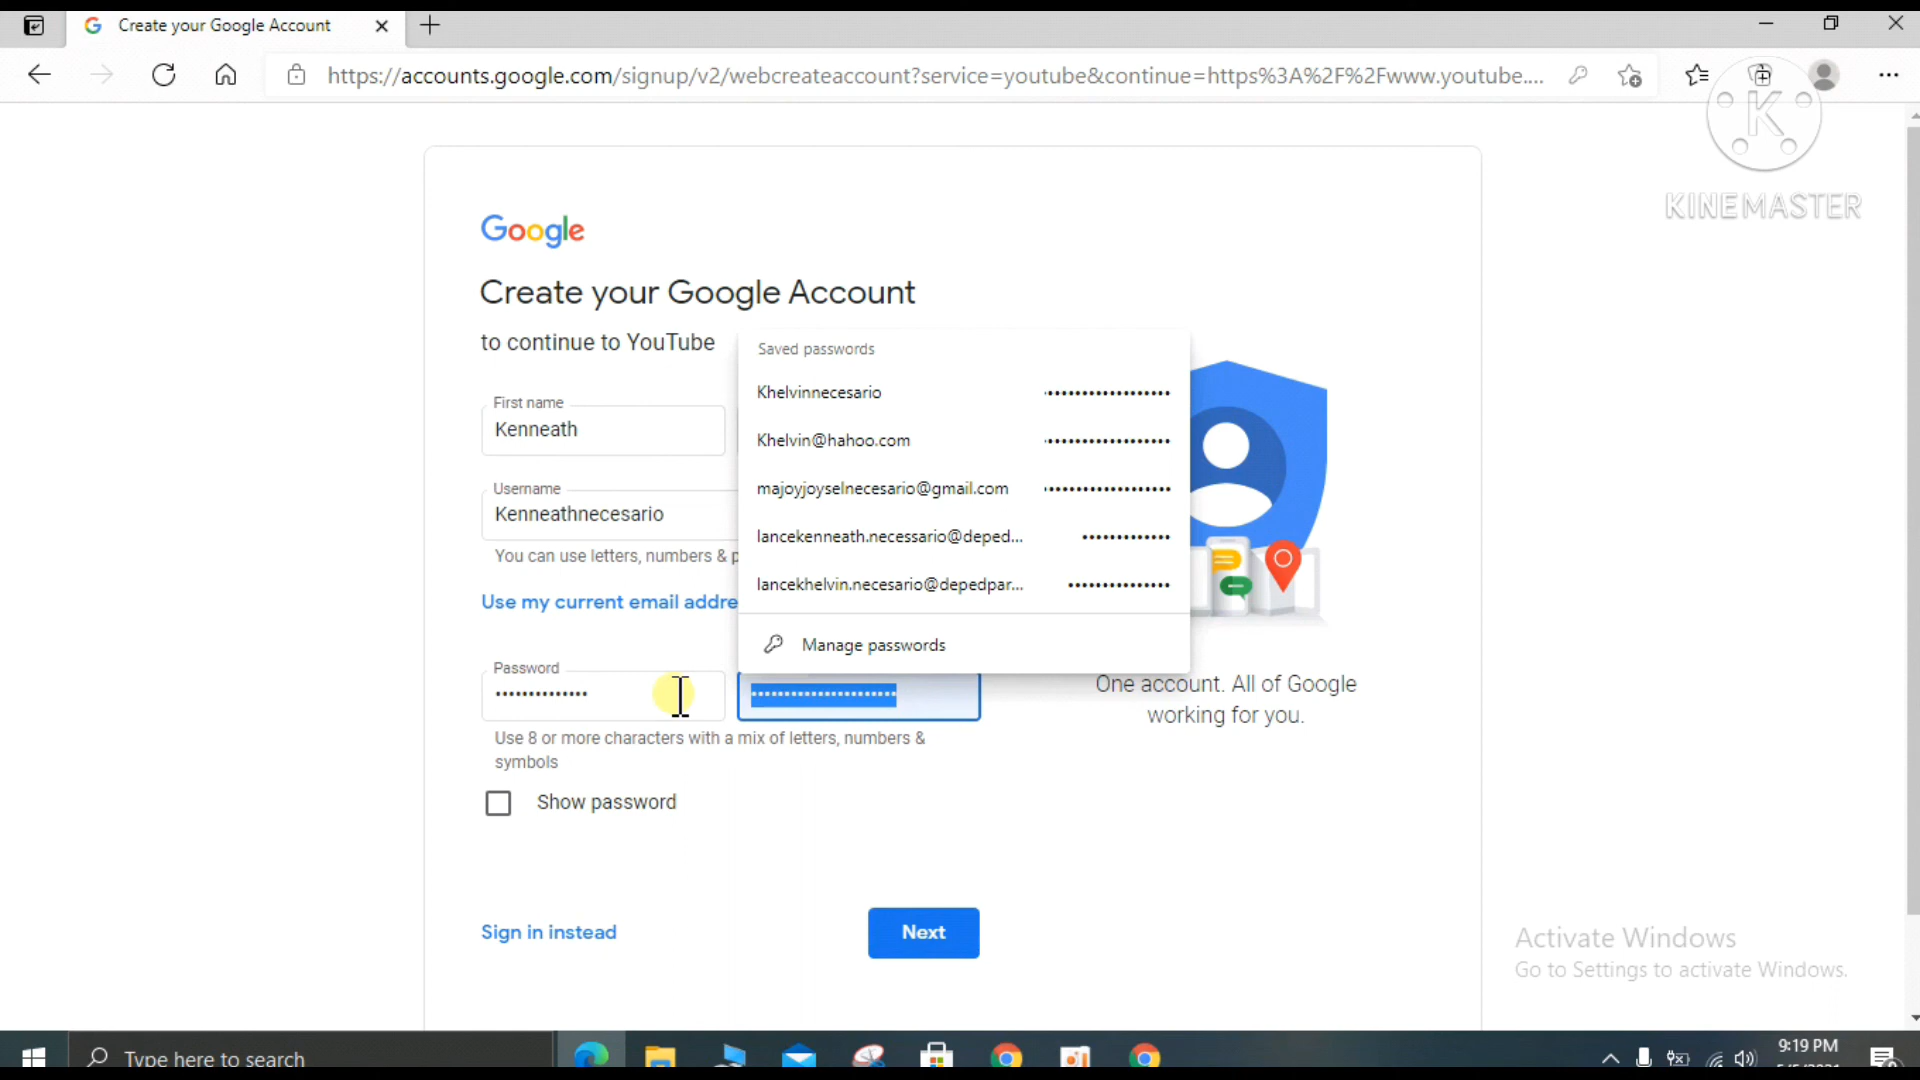 Create your Google Account
https://accounts.google.com/signup/v2/webcreateaccount?service=youtube&continue=https%3A%2F%2Fwww.youtube....
K
KINEMASTER
Google
Create your Google Account
to continue to YouTube
Saved passwords
Khelvinnecesario
Khelvin@hahoo.com
majoyjoyselnecesario@gmail.com
lancekenneath.necessario@deped...
lancekhelvin.necesario@depedpar...
Manage passwords
First name
Kenneath
Username
Kenneathnecesario
You can use letters, numbers & p
Use my current email addre
Password
Use 8 or more characters with a mix of letters, numbers &
symbols
Show password
One account. All of Google
working for you.
Sign in instead
Next
Activate Windows
Go to Settings to activate Windows.
Type here to search
9:19 PM